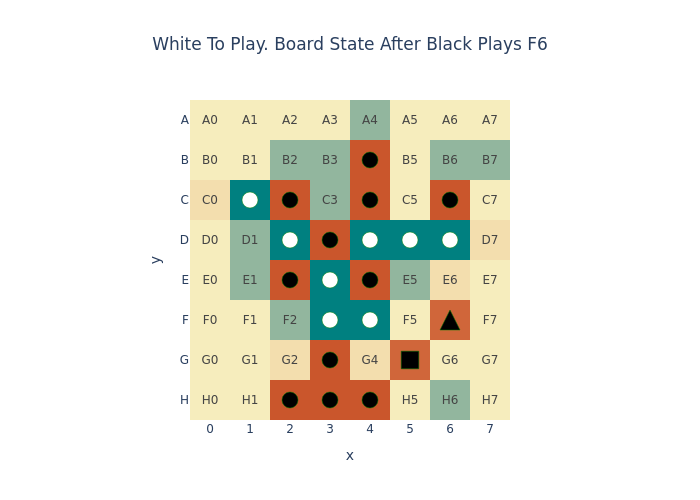 White To Play. Board State After Black Plays F6
A A0 A1 A2 A3 A4 A5 A6 A7
B B0 B1 B2 B3 B5 B6 B7
C C0 C3 C5 C7
D D0 D1 D7
E E0 E1 E5 E6 E7
F F0 F1 F2 F5 F7
G G0 G1 G2 G4 G6 G7
H H0 H1 H5 H6 H7
0 1 2 3 4 5 6 7
x
y